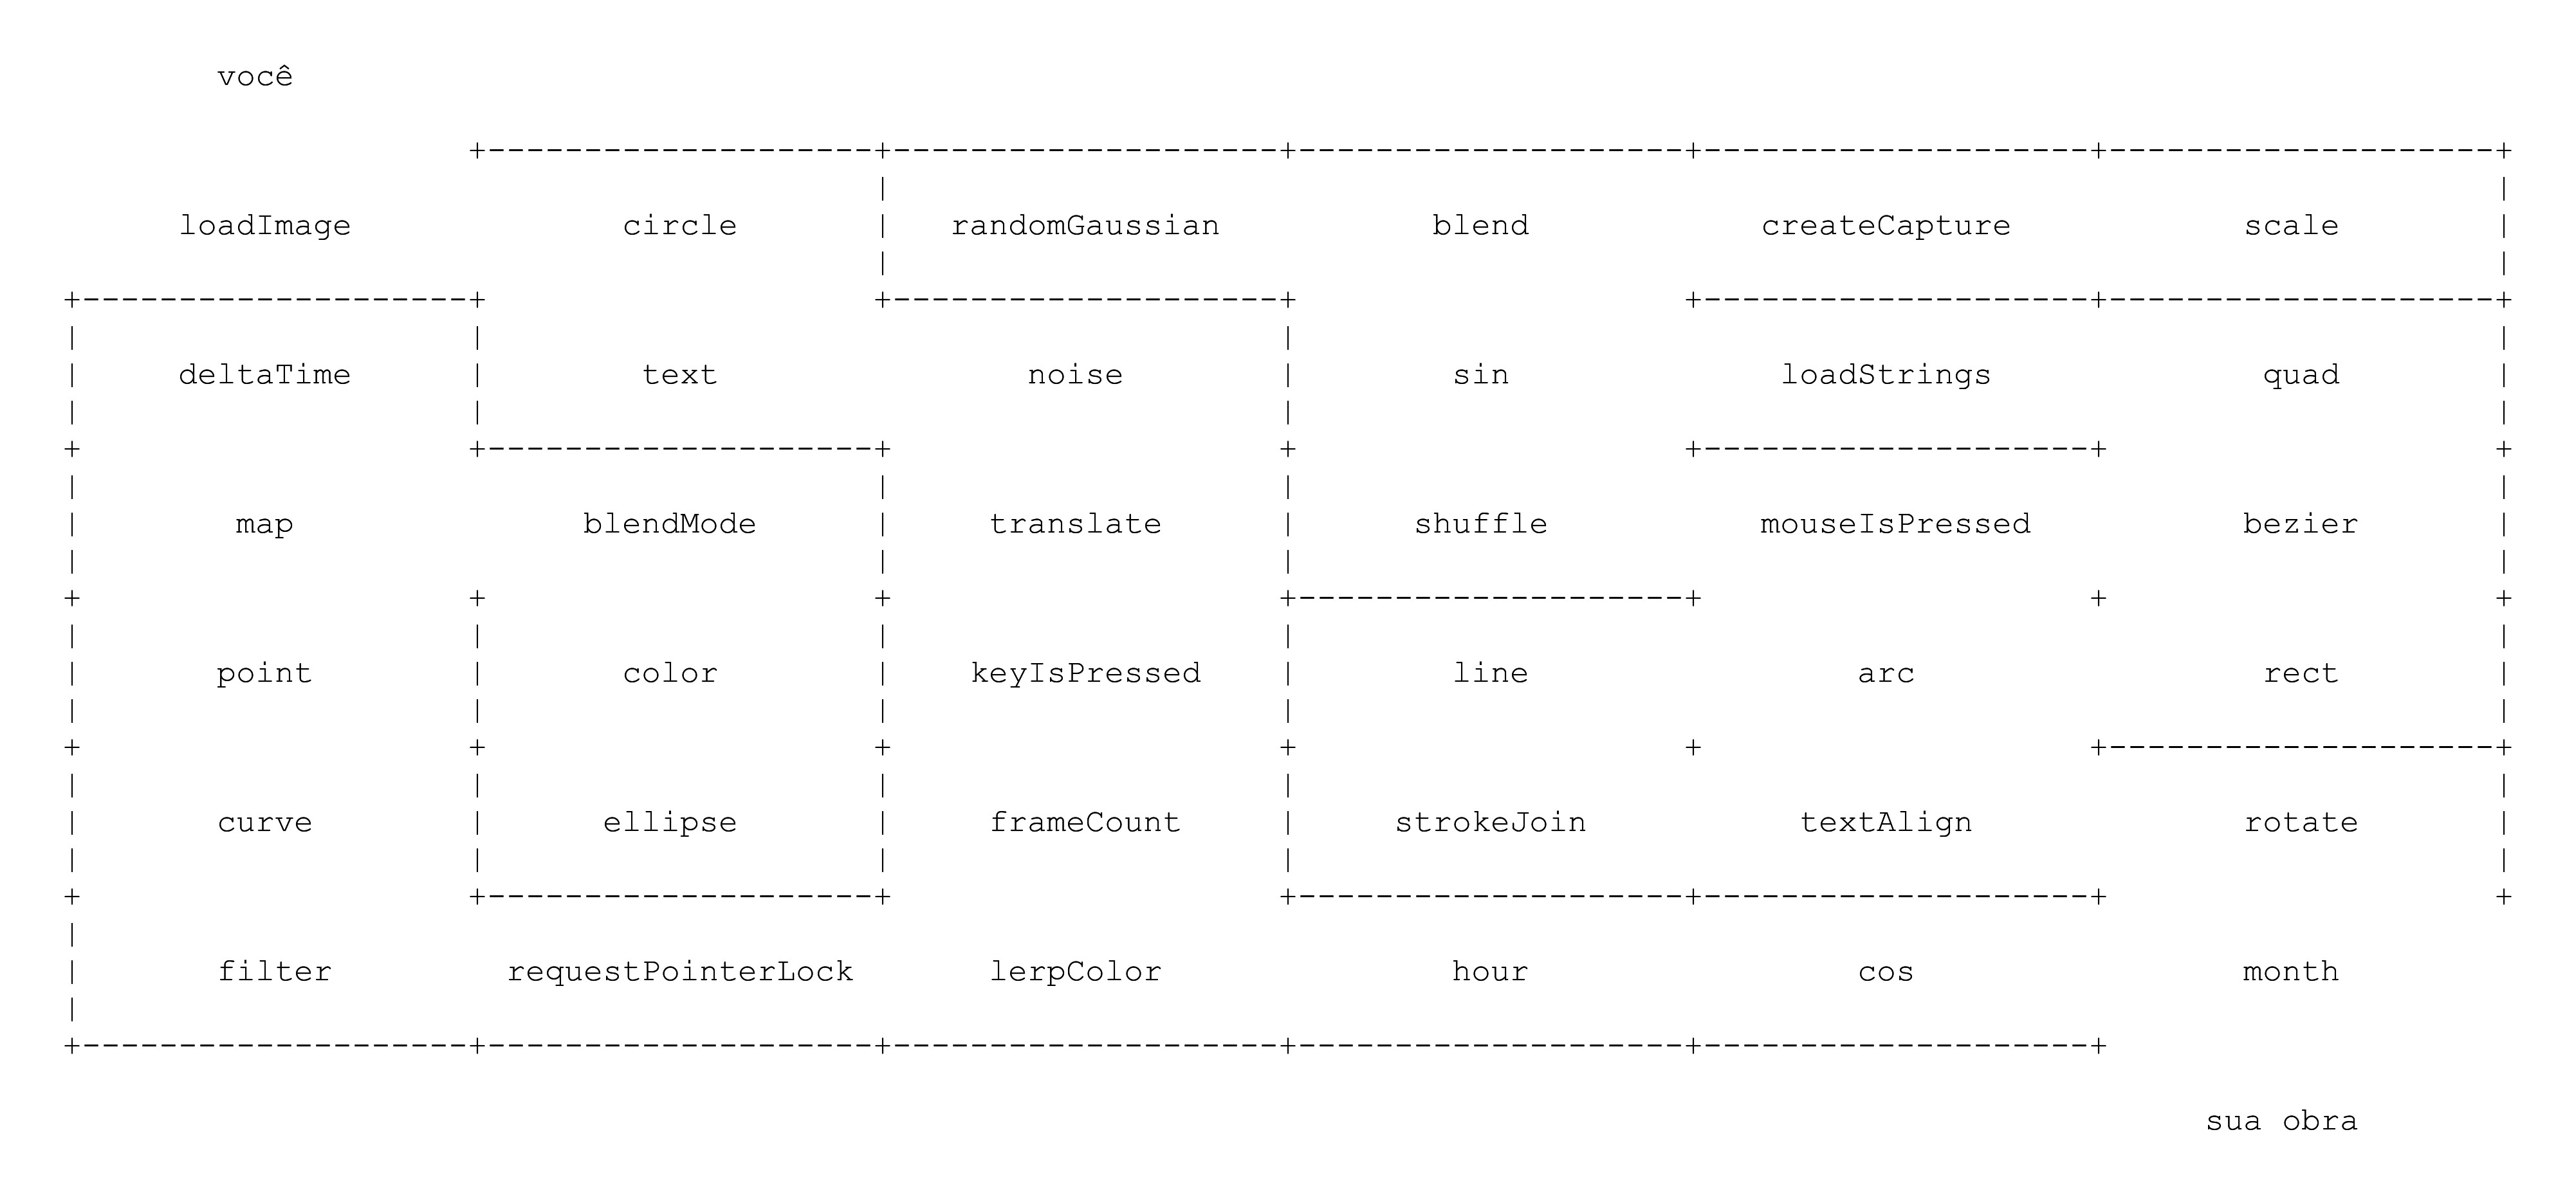 você
loadImage circle randomGaussian blend createCapture scale
deltaTime text noise sin loadStrings quad
map blendMode translate shuffle mouseIsPressed bezier
point color keyIsPressed line arc rect
curve ellipse frameCount strokeJoin textAlign rotate
filter requestPointerLock lerpColor hour cos month
sua obra